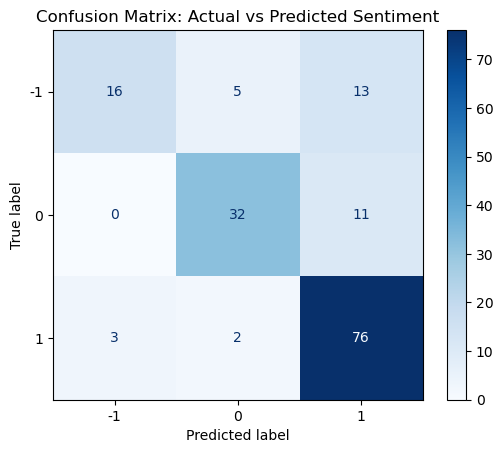 Confusion Matrix: Actual vs Predicted Sentiment
-1 16 5 13
0 0 32 11
1 3 2 76
-1 0 1
Predicted label
True label
70
60
50
40
30
20
10
0